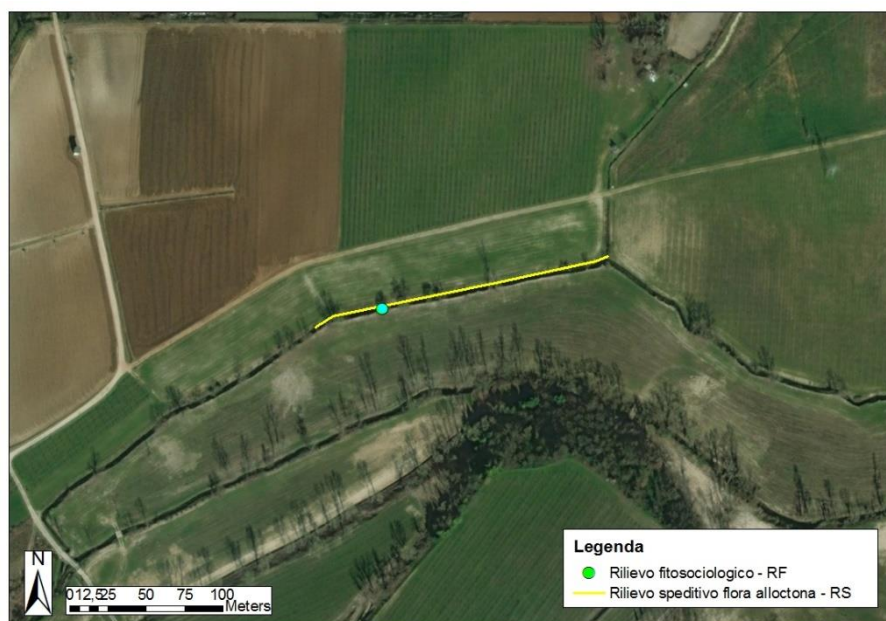 Legenda
Rilievo fitosociologico - RF
Rilievo speditivo flora alloctona - RS
N
0 12,5 25 50 75 100
Meters